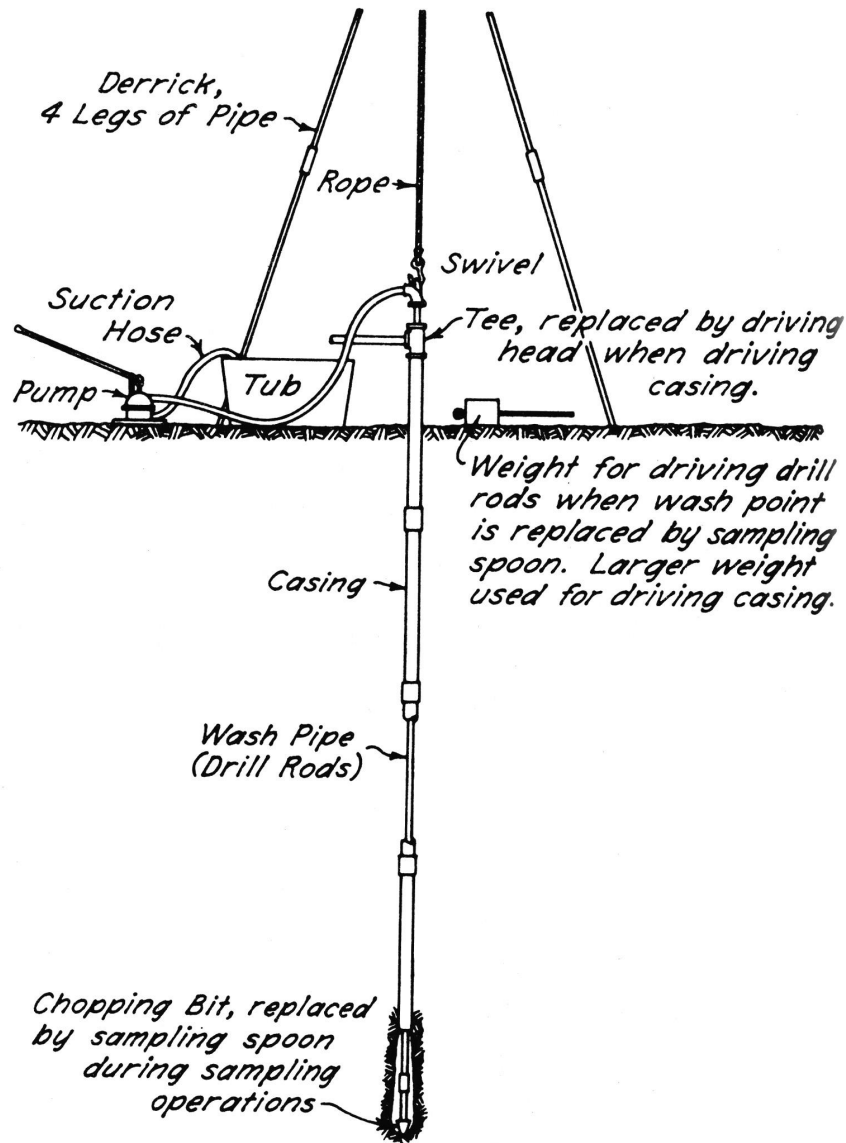 Derrick,
4 Legs of Pipe
Rope
Swivel
Suction
Hose
Tee, replaced by driving
head when driving
casing.
Pump
Tub
Weight for driving drill
rods when wash point
is replaced by sampling
spoon. Larger weight
used for driving casing.
Casing
Wash Pipe
(Drill Rods)
Chopping Bit, replaced
by sampling spoon
during sampling
operations